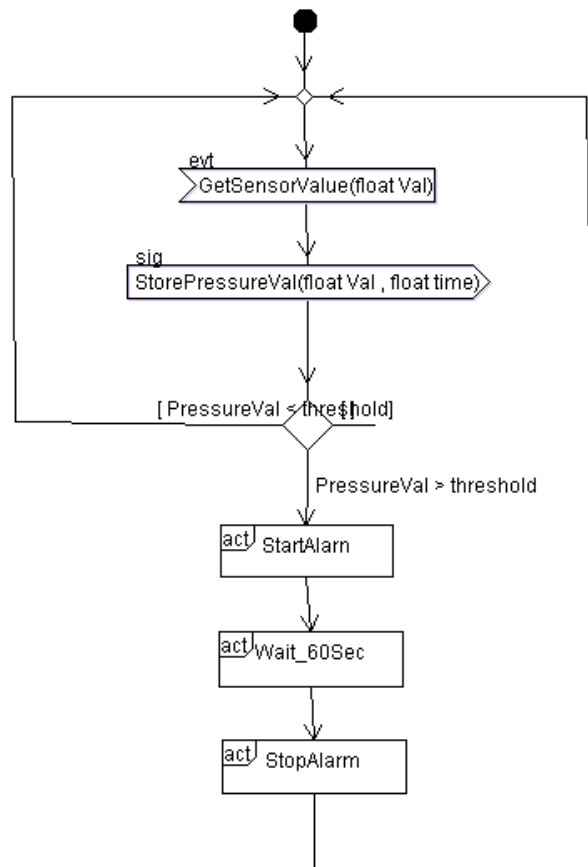 evt
GetSensorValue(float Val)
sig
StorePressureVal(float Val , float time)
[ PressureVal < threshold]
[ ]
PressureVal > threshold
act
StartAlarn
act
Wait_60Sec
act
StopAlarm